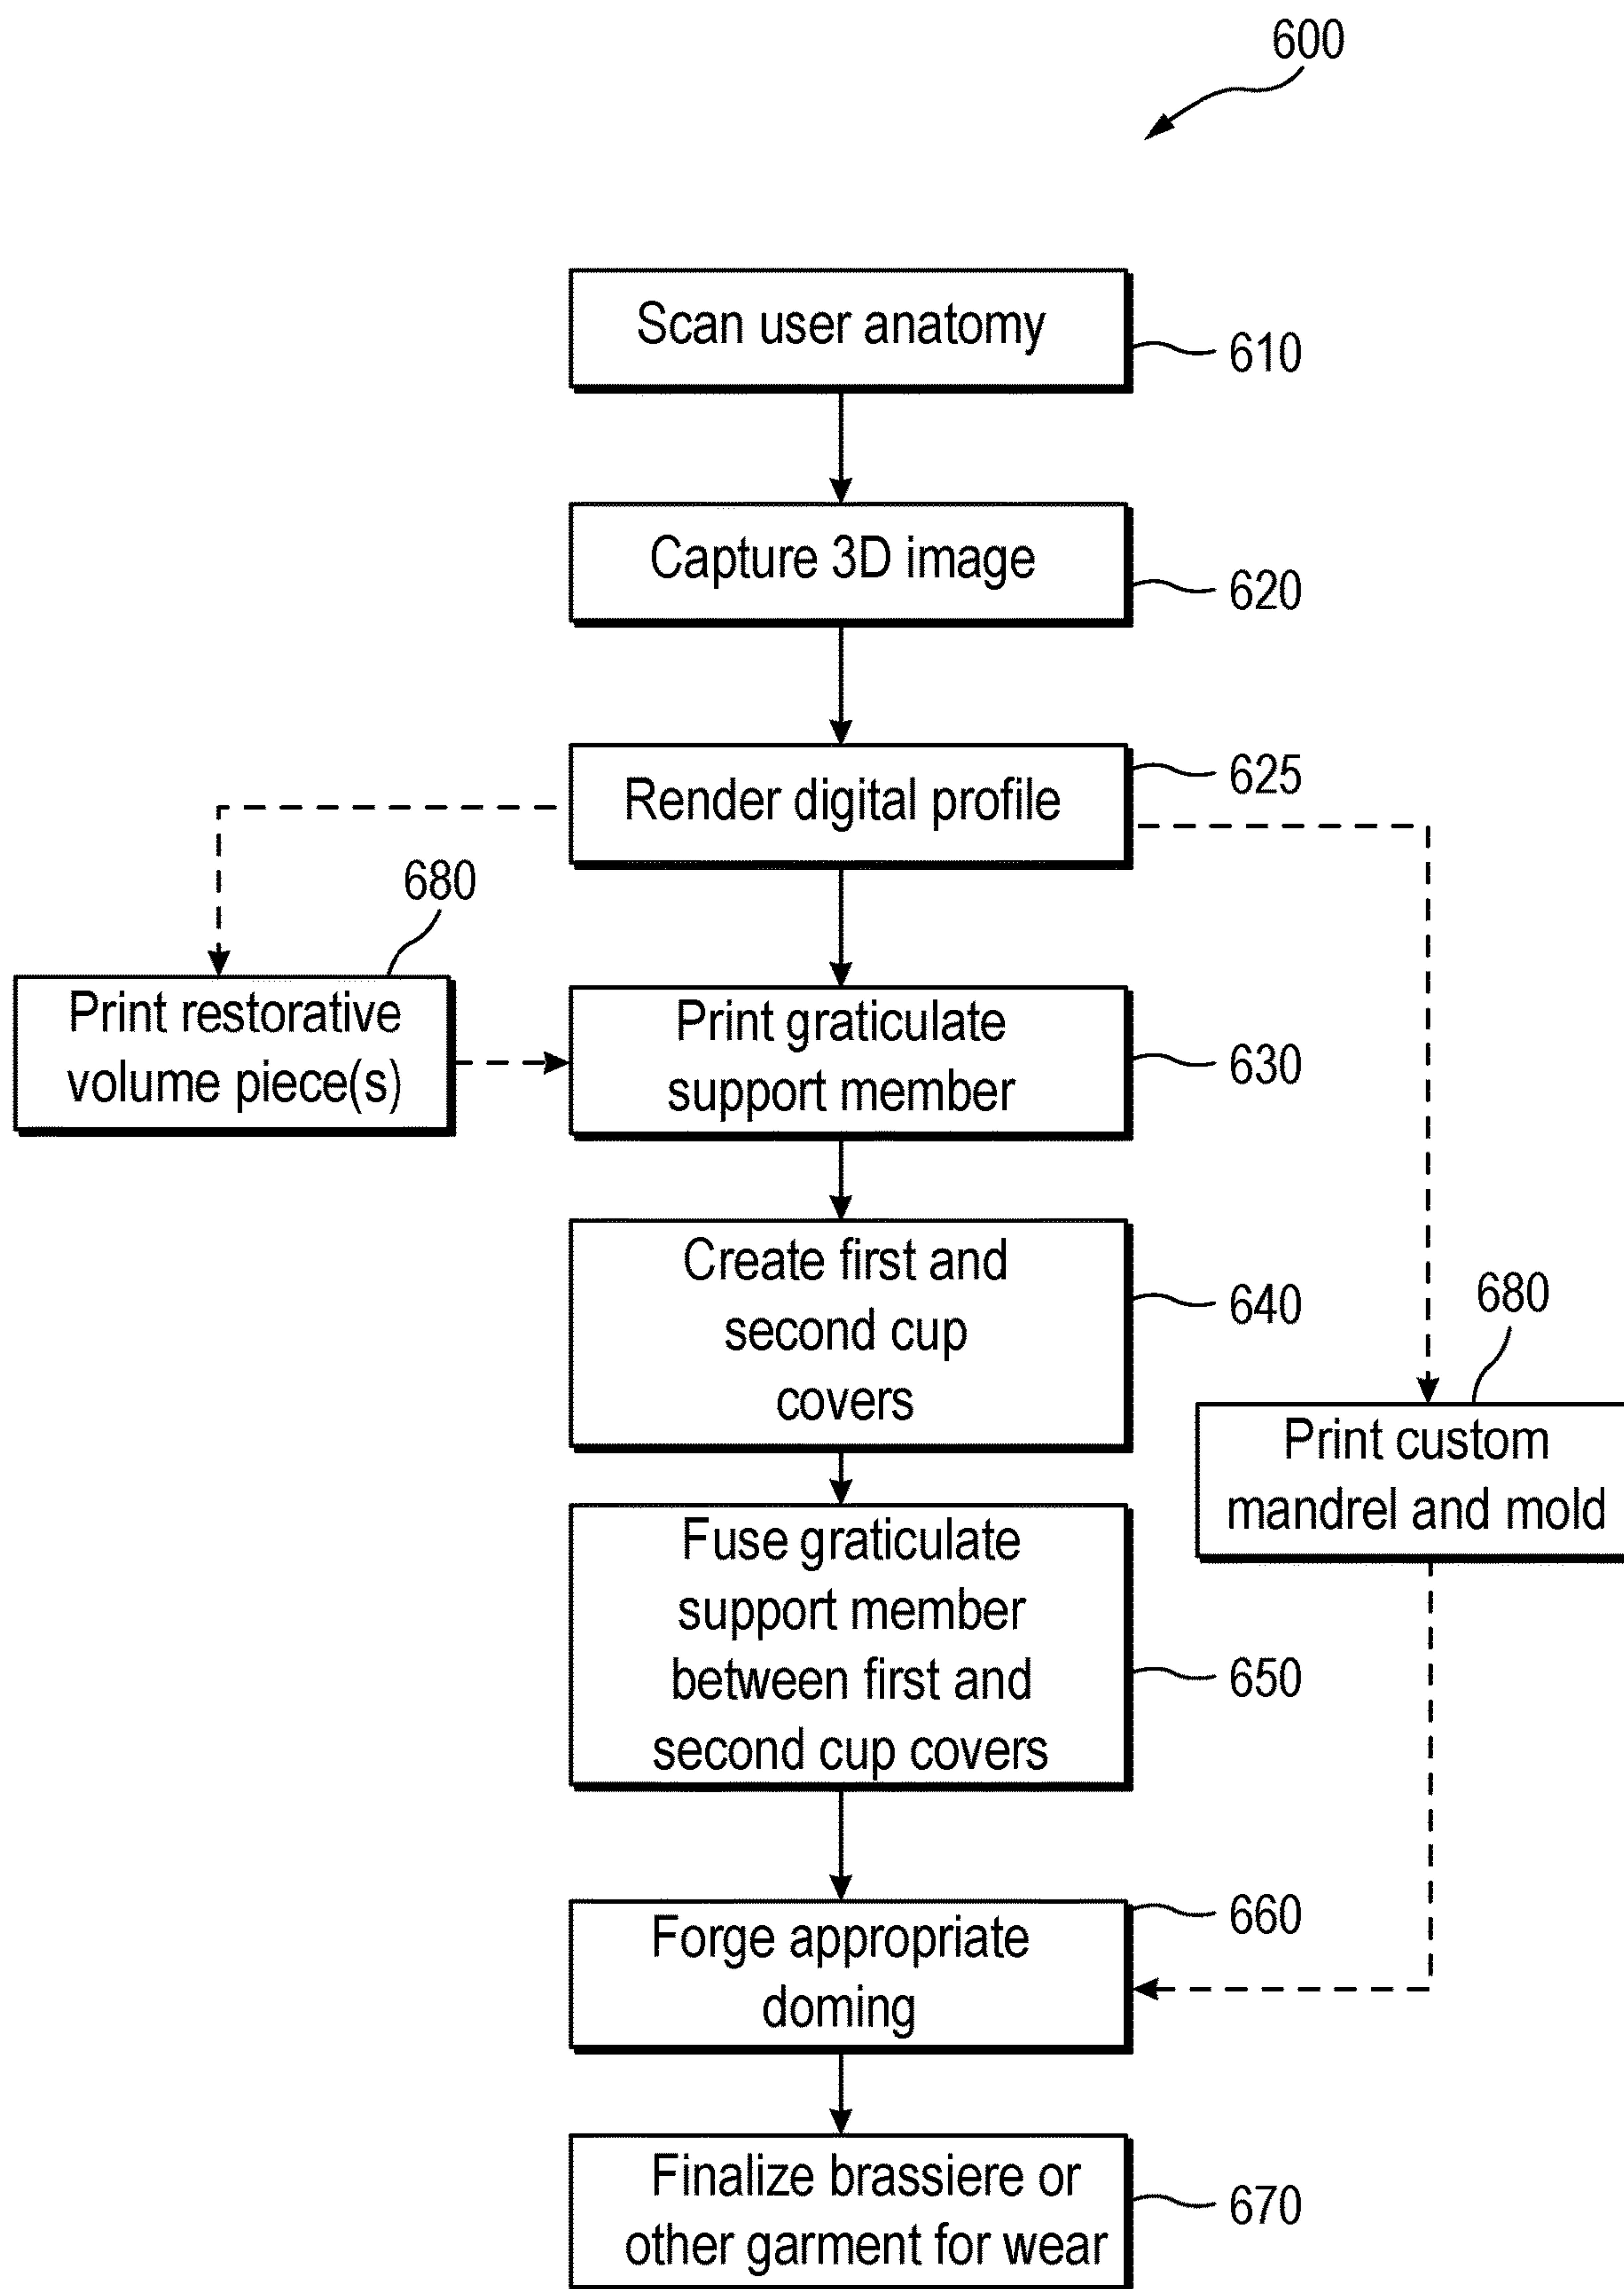 600
Scan user anatomy
610
Capture 3D image
620
Render digital profile
625
680
Print restorative
volume piece(s)
Print graticulate
support member
630
Create first and
second cup
covers
640
680
Print custom
mandrel and mold
Fuse graticulate
support member
between first and
second cup covers
650
Forge appropriate
doming
660
Finalize brassiere or
other garment for wear
670